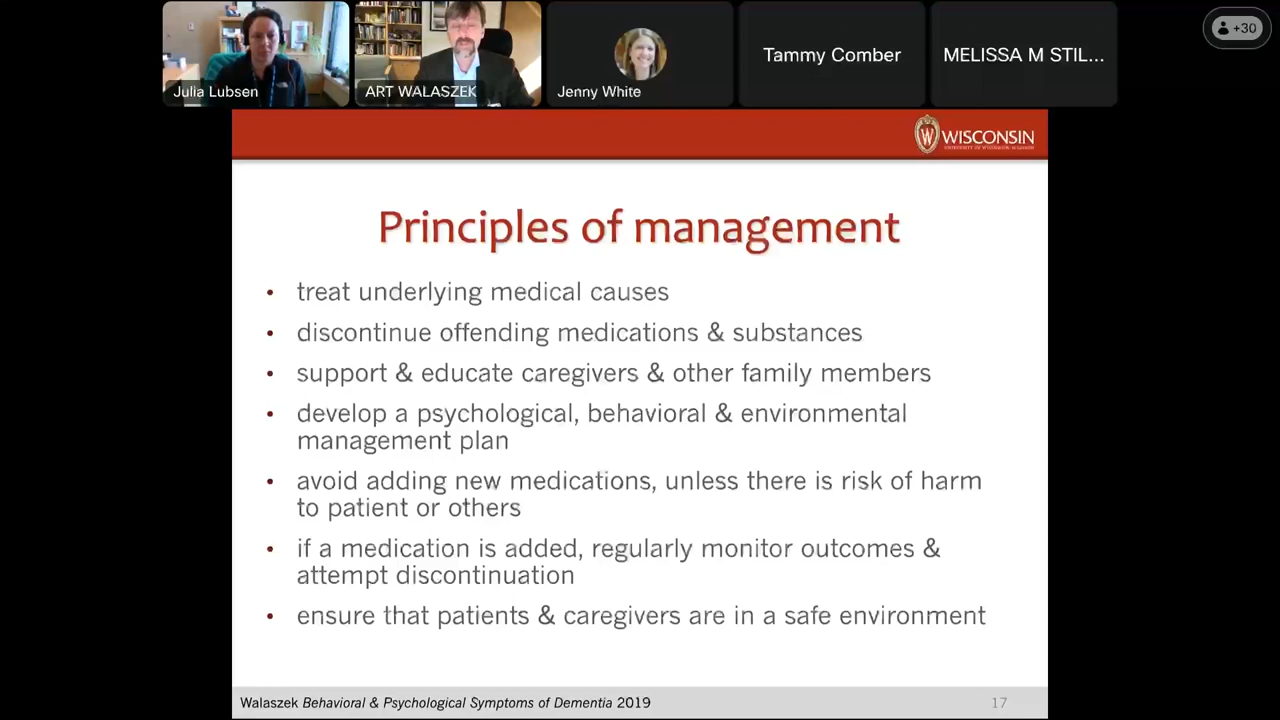 Julia Lubsen
ART WALASZEK
Jenny White
Tammy Comber
MELISSA M STIL...
+30
W WISCONSIN
UNIVERSITY OF WISCONSIN-MADISON
Principles of management
• treat underlying medical causes
• discontinue offending medications & substances
• support & educate caregivers & other family members
• develop a psychological, behavioral & environmental
management plan
• avoid adding new medications, unless there is risk of harm
to patient or others
• if a medication is added, regularly monitor outcomes &
attempt discontinuation
• ensure that patients & caregivers are in a safe environment
Walaszek Behavioral & Psychological Symptoms of Dementia 2019
17